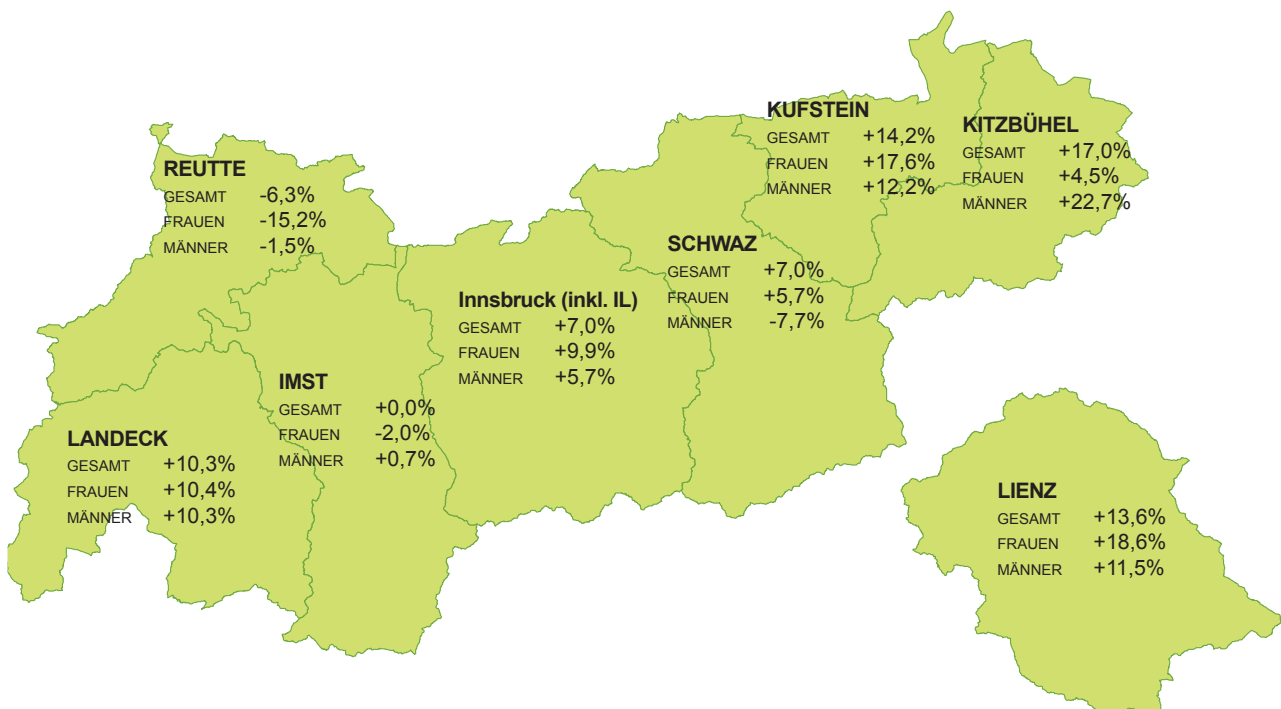 KUFSTEIN
GESAMT +14,2%
FRAUEN +17,6%
MÄNNER +12,2%
KITZBÜHEL
GESAMT +17,0%
FRAUEN +4,5%
MÄNNER +22,7%
REUTTE
GESAMT -6,3%
FRAUEN -15,2%
MÄNNER -1,5%
SCHWAZ
GESAMT +7,0%
FRAUEN +5,7%
MÄNNER -7,7%
Innsbruck (inkl. IL)
GESAMT +7,0%
FRAUEN +9,9%
MÄNNER +5,7%
IMST
GESAMT +0,0%
FRAUEN -2,0%
MÄNNER +0,7%
LANDECK
GESAMT +10,3%
FRAUEN +10,4%
MÄNNER +10,3%
LIENZ
GESAMT +13,6%
FRAUEN +18,6%
MÄNNER +11,5%